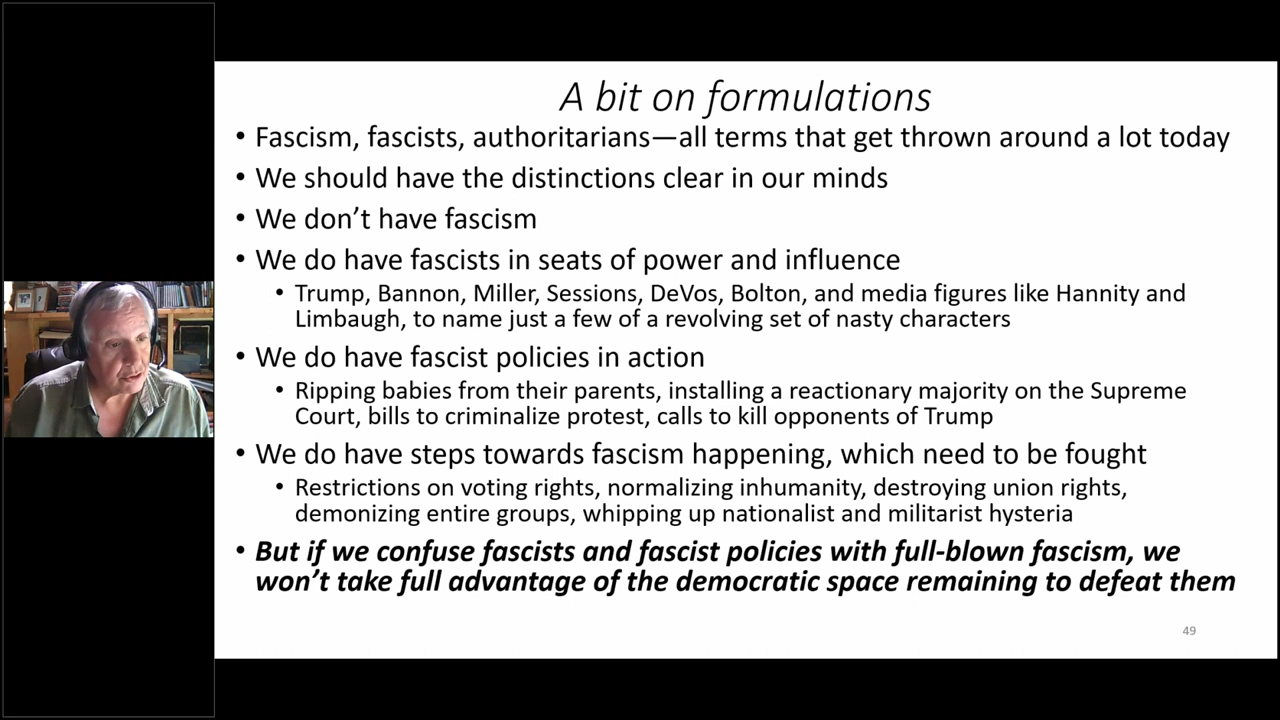 A bit on formulations
• Fascism, fascists, authoritarians—all terms that get thrown around a lot today
• We should have the distinctions clear in our minds
• We don’t have fascism
• We do have fascists in seats of power and influence
• Trump, Bannon, Miller, Sessions, DeVos, Bolton, and media figures like Hannity and
Limbaugh, to name just a few of a revolving set of nasty characters
• We do have fascist policies in action
• Ripping babies from their parents, installing a reactionary majority on the Supreme
Court, bills to criminalize protest, calls to kill opponents of Trump
• We do have steps towards fascism happening, which need to be fought
• Restrictions on voting rights, normalizing inhumanity, destroying union rights,
demonizing entire groups, whipping up nationalist and militarist hysteria
• But if we confuse fascists and fascist policies with full-blown fascism, we
won’t take full advantage of the democratic space remaining to defeat them
49